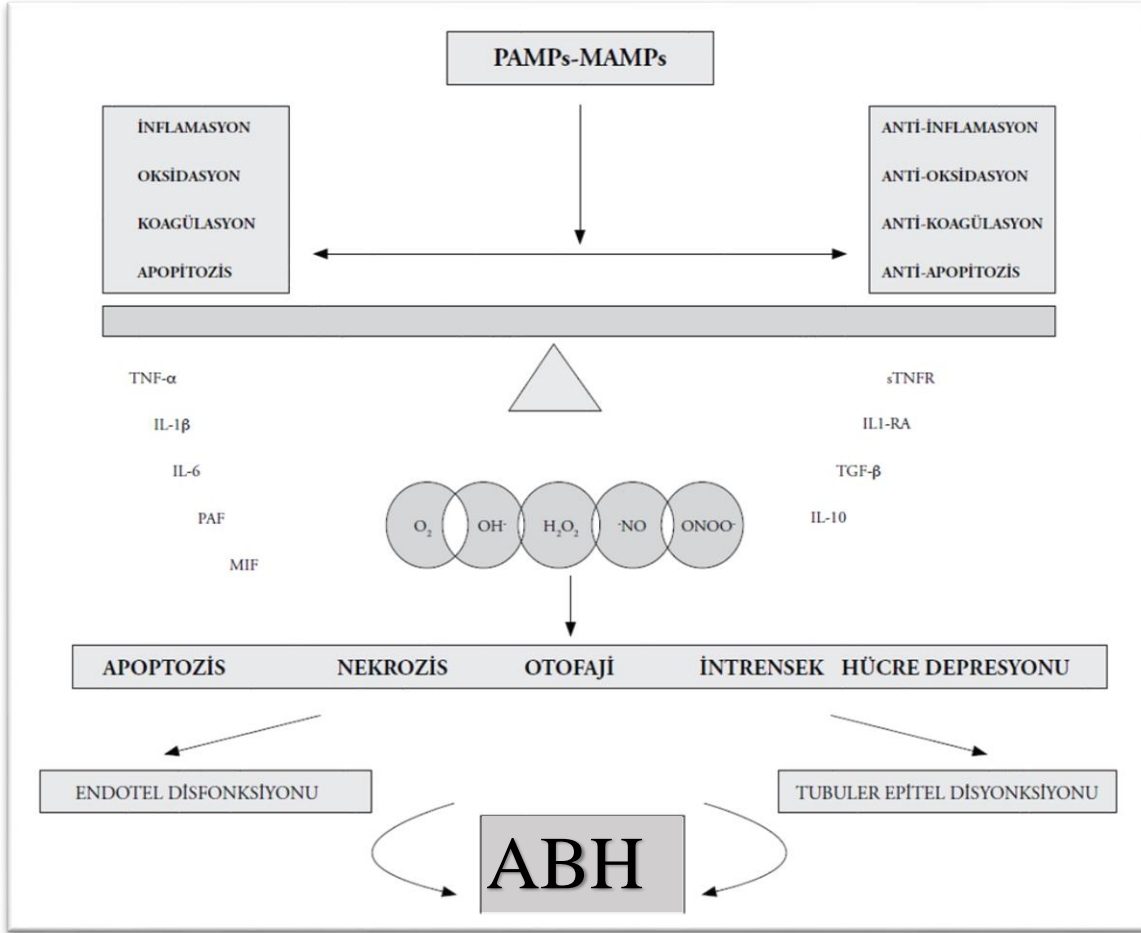 PAMPs-MAMPs
İNFLAMASYON
OKSİDASYON
KOAGÜLASYON
APOPİTOZİS
ANTİ-İNFLAMASYON
ANTİ-OKSİDASYON
ANTİ-KOAGÜLASYON
ANTİ-APOPİTOZİS
TNF-α
IL-1β
IL-6
PAF
MIF
sTNFR
IL1-RA
TGF-β
IL-10
O₂ OH⁻ H₂O₂ ⁻NO ONOO⁻
APOPTOZİS NEKROZİS OTOFAJİ İNTRENSEK HÜCRE DEPRESYONU
ENDOTEL DİSFONKSİYONU
TUBULER EPİTEL DİSYONKSİYONU
ABH